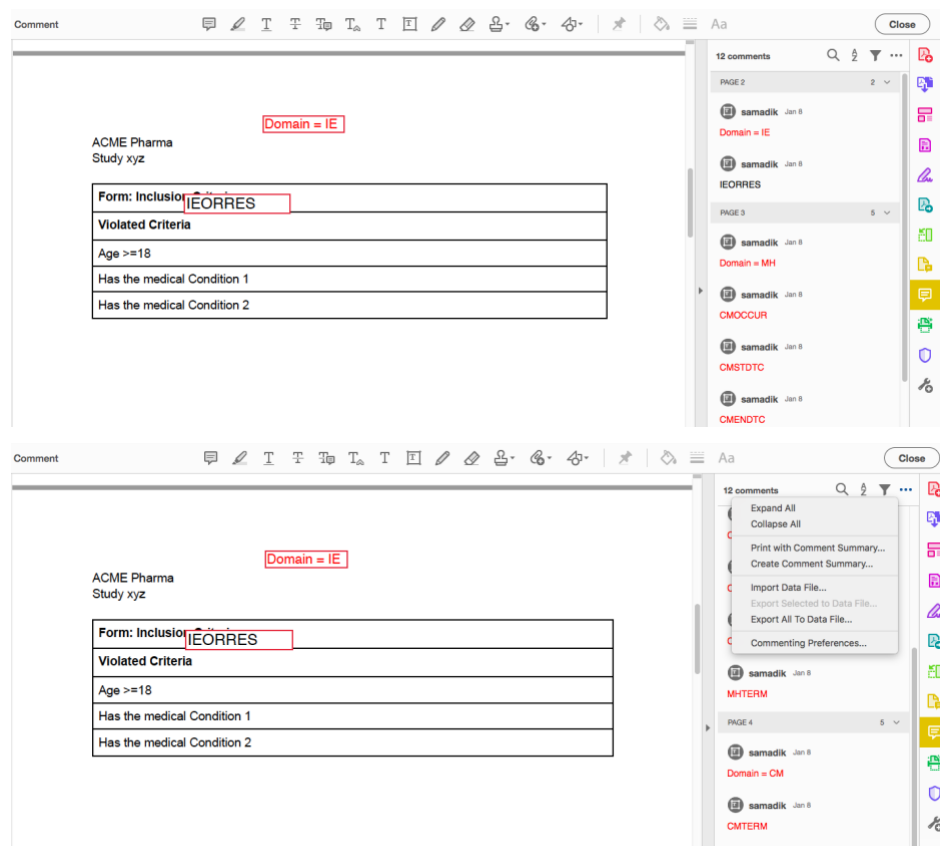 Comment
Aa
Close
Domain = IE
ACME Pharma
Study xyz
Form: Inclusion
IEORRES
Violated Criteria
Age >=18
Has the medical Condition 1
Has the medical Condition 2
12 comments
PAGE 2 2
samadik Jan 8
Domain = IE
samadik Jan 8
IEORRES
PAGE 3 5
samadik Jan 8
Domain = MH
samadik Jan 8
CMOCCUR
samadik Jan 8
CMSTDTC
samadik Jan 8
CMENDTC
Comment
Aa
Close
Domain = IE
ACME Pharma
Study xyz
Form: Inclusion
IEORRES
Violated Criteria
Age >=18
Has the medical Condition 1
Has the medical Condition 2
12 comments
Expand All
Collapse All
Print with Comment Summary...
Create Comment Summary...
Import Data File...
Export Selected to Data File...
Export All To Data File...
Commenting Preferences...
samadik Jan 8
MHTERM
PAGE 4 5
samadik Jan 8
Domain = CM
samadik Jan 8
CMTERM